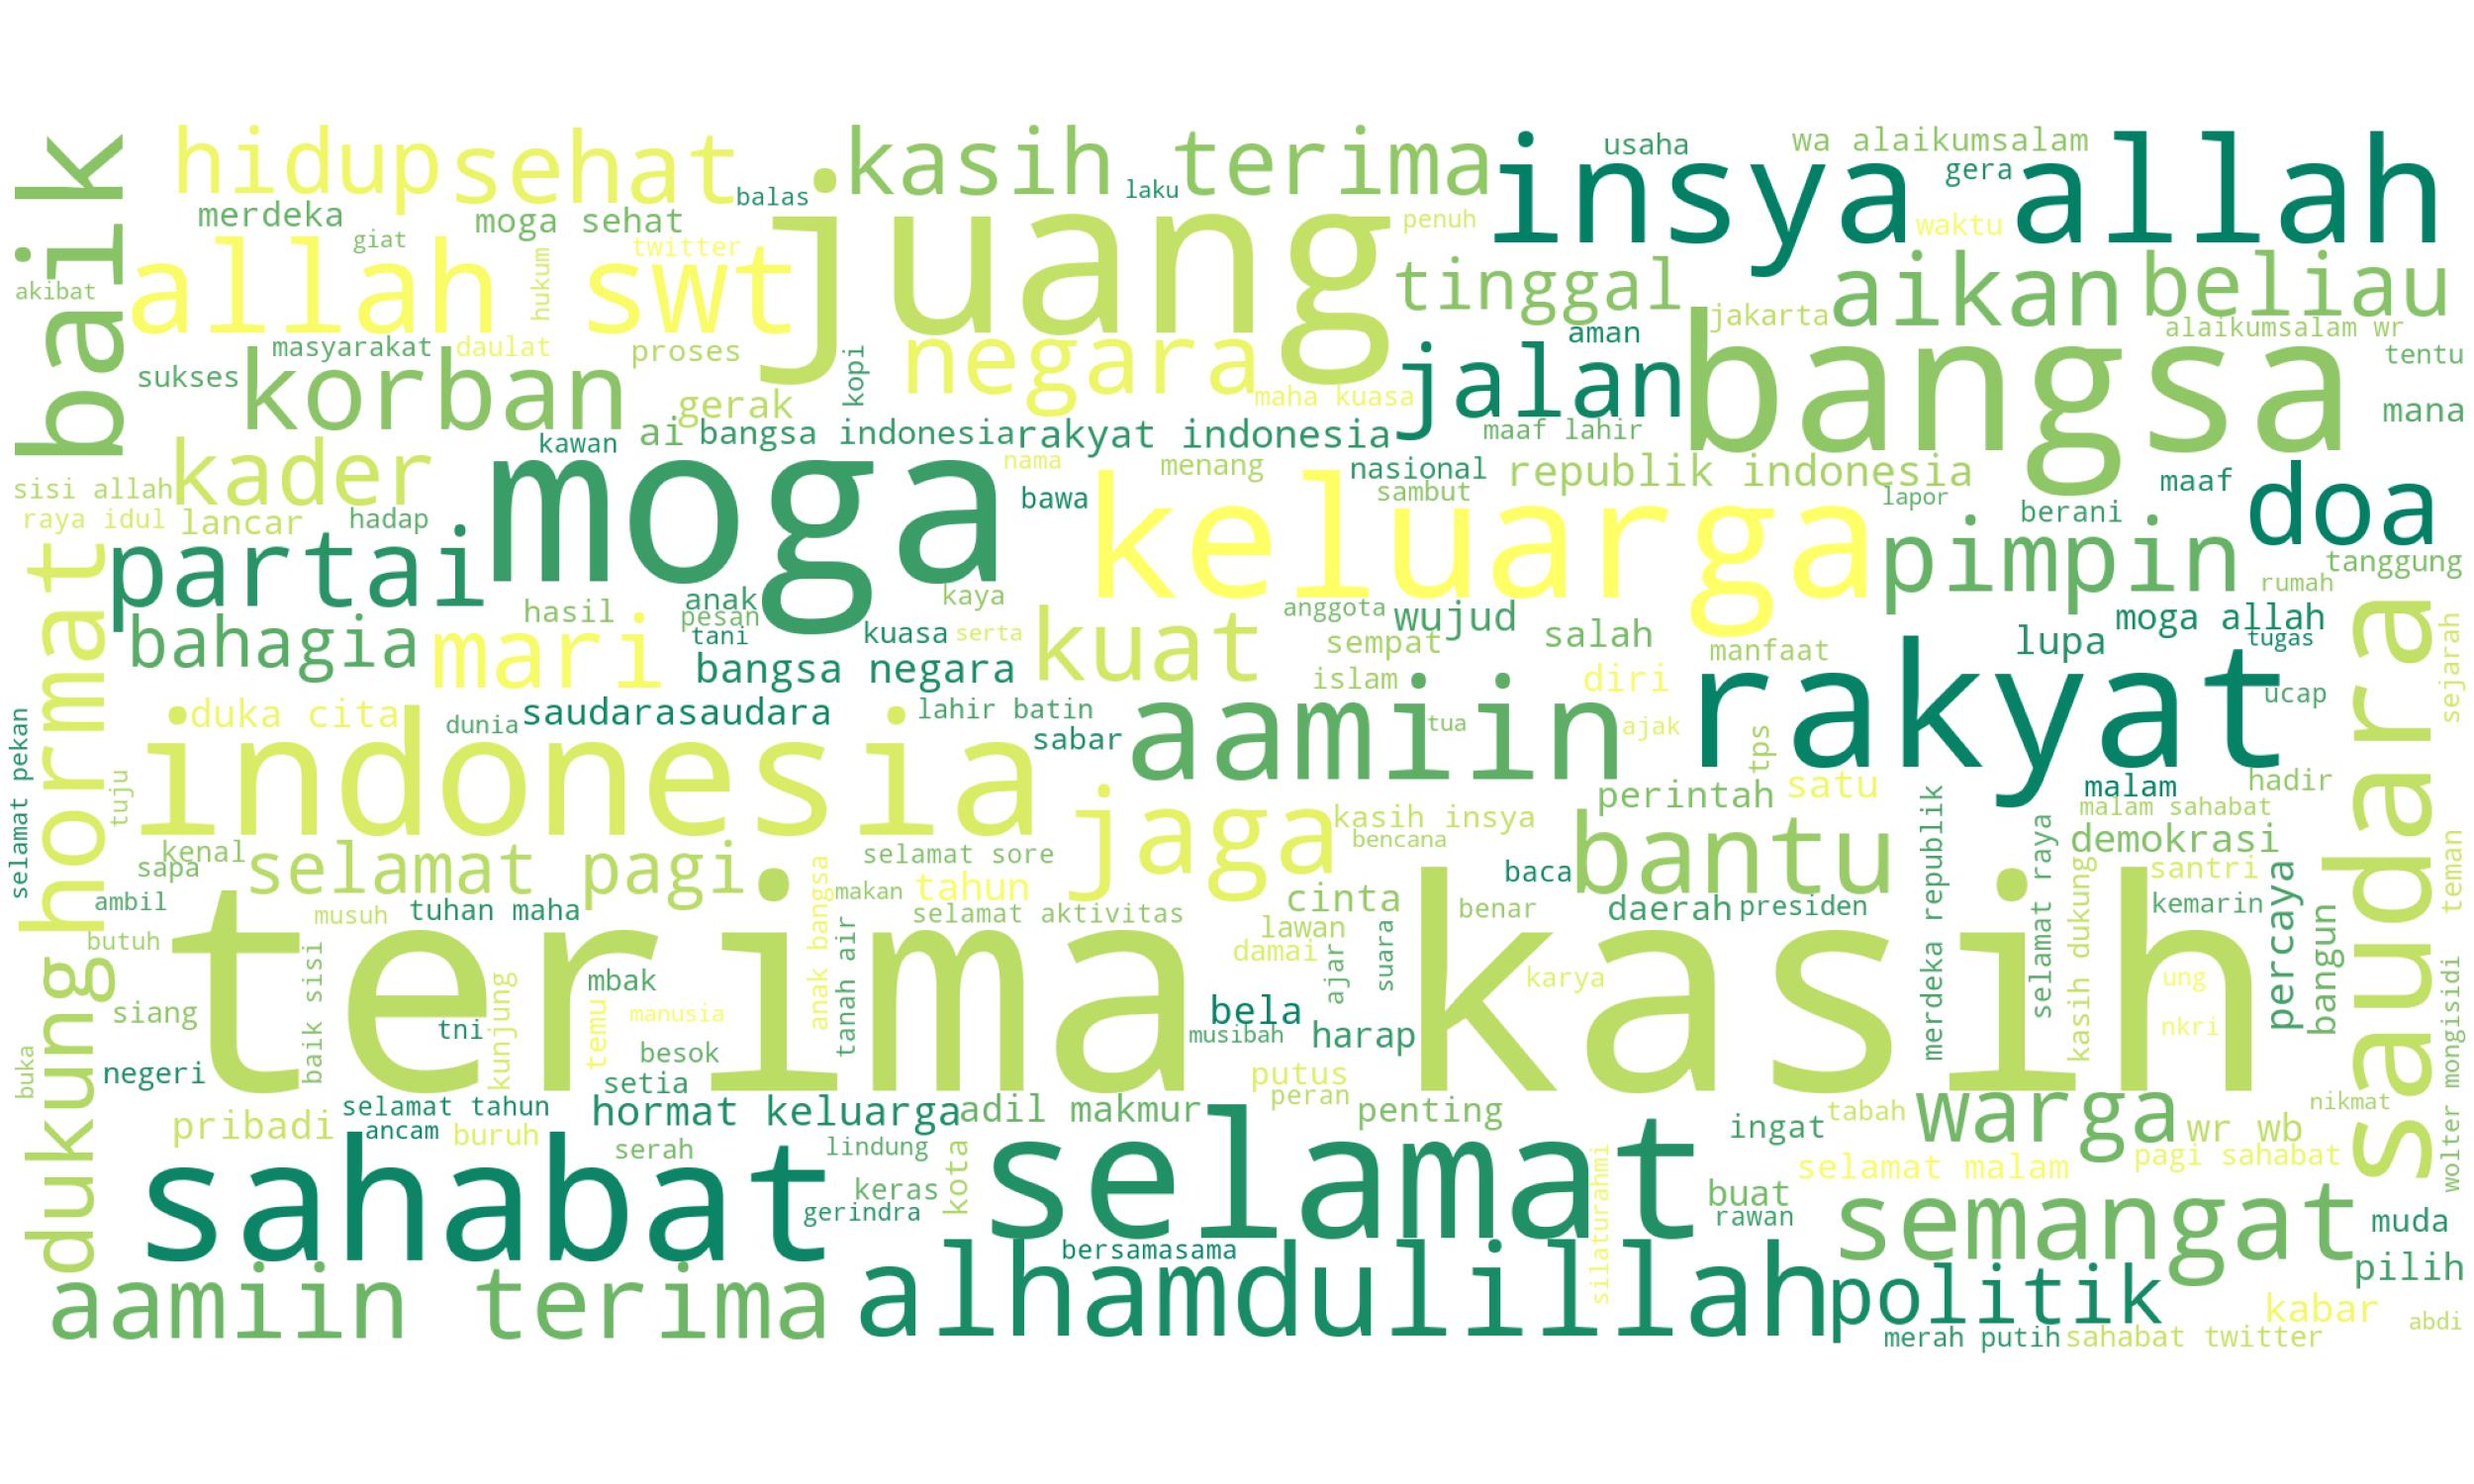 baik
hidup
sehat
kasih terima
insya allah
usaha
wa alaikumsalam
gera
balas
laku
merdeka
moga sehat
juang
penuh
waktu
giat
twitter
allah swt
hukum
akibat
tinggal
aikan
beliau
jakarta
alaikumsalam wr
aman
tentu
masyarakat
daulat
proses
negara
jalan
bangsa
sukses
korban
kopi
gerak
maha kuasa
mana
ai
bangsa indonesia
rakyat indonesia
maaf lahir
kader
kawan
nama
menang
nasional
republik indonesia
maaf
doa
sisi allah
moga
bawa
sambut
lapor
raya idul
lancar
hadap
keluarga
berani
hormat
partai
pimpin
tanggung
rumah
anak
kaya
hasil
pesan
anggota
wujud
moga allah
bahagia
mari
tani
kuasa
serta
kuat
sempat
salah
lupa
tugas
saudara
sejarah
bangsa negara
manfaat
islam
diri
rakyat
ucap
selamat pekan
duka cita
saudarasaudara
lahir batin
aamiin
tua
ajak
dunia
sabar
tps
tuju
indonesia
jaga
perintah
satu
malam
hadir
merdeka republik
kasih insya
malam sahabat
bencana
bantu
selamat raya
demokrasi
kenal
sapa
selamat pagi
selamat sore
anak bangsa
makan
tahun
baca
kasih dukung
santri
percaya
teman
ambil
musuh
tuhan maha
selamat aktivitas
cinta
benar
daerah
presiden
kemarin
bangun
butuh
terima kasih
tanah air
lawan
damai
suara
dukung
baik sisi
mbak
ajar
karya
ung
wolter mongisidi
siang
kunjung
temu
manusia
bela
tni
musibah
harap
nkri
buka
negeri
besok
setia
putus
peran
pribadi
selamat tahun
hormat keluarga
adil makmur
penting
warga
nikmat
ancam
buruh
ingat
tabah
wr wb
serah
lindung
kota
sahabat
selamat
silaturahmi
selamat malam
pagi sahabat
keras
gerindra
buat
rawan
semangat
muda
bersamasama
pilih
aamiin terima
alhamdulillah
politik
kabar
abdi
merah putih
sahabat twitter